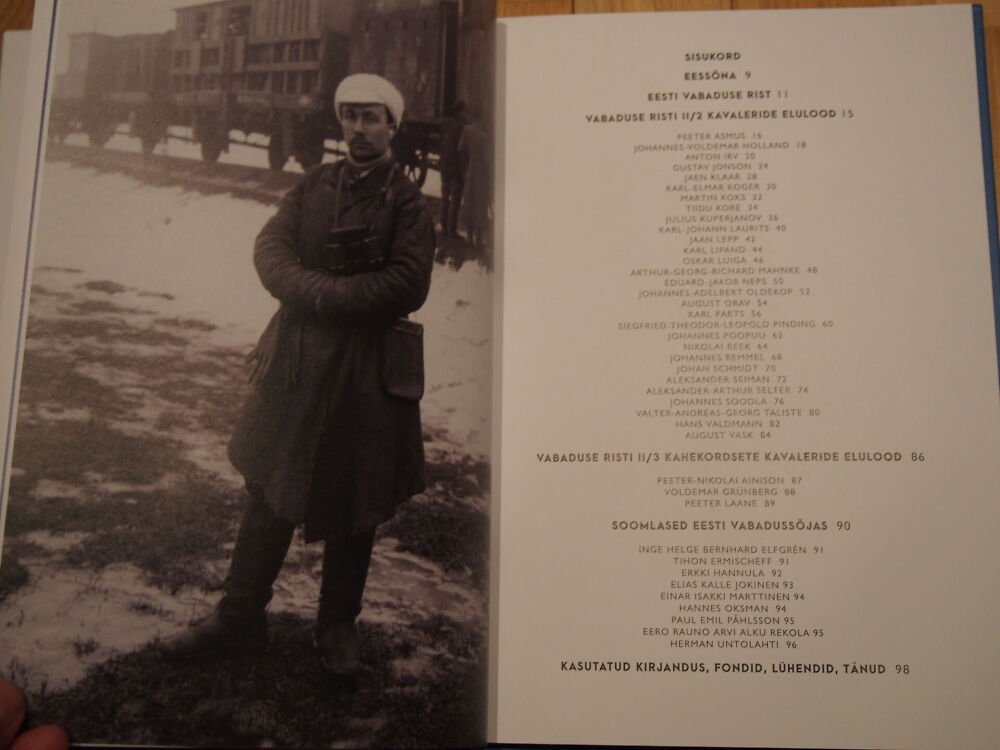 SISUKORD
EESSÕNA 9
EESTI VABADUSE RIST 11
VABADUSE RISTI II/2 KAVALERIDE ELULOOD 15
PEETER ASMUS 16
JOHANNES-VOLDEMAR HOLLAND 18
ANTON IRV 20
GUSTAV JONSON 24
JAEN KLAAR 28
KARL-ELMAR KOGER 30
MARTIN KOKS 32
TIIDU KORE 34
JULIUS KUPERJANOV 36
KARL-JOHANN LAURITS 40
JAAN LEPP 42
KARL LIPAND 44
OSKAR LUIGA 46
ARTHUR-GEORG-RICHARD MAHNKE 48
EDUARD-JAKOB NEPS 50
JOHANNES-ADELBERT OLDEKOP 52
AUGUST ORAV 54
KARL PARTS 56
SIEGFRIED-THEODOR-LEOPOLD PINDING 60
JOHANNES POOPUU 62
NIKOLAI REEK 64
JOHANNES REMMEL 68
JOHAN SCHMIDT 70
ALEKSANDER SEIMAN 72
ALEKSANDER-ARTHUR SELTER 74
JOHANNES SOODLA 76
VALTER-ANDREAS-GEORG TALISTE 80
HANS VALDMANN 82
AUGUST VASK 84
VABADUSE RISTI II/3 KAHEKORDSETE KAVALERIDE ELULOOD 86
PEETER-NIKOLAI AINISON 87
VOLDEMAR GRÜNBERG 88
PEETER LAANE 89
SOOMLASED EESTI VABADUSSÕJAS 90
INGE HELGE BERNHARD ELFGRÉN 91
TIHON ERMISCHEFF 91
ERKKI HANNULA 92
ELIAS KALLE JOKINEN 93
EINAR ISAKKI MARTTINEN 94
HANNES OKSMAN 94
PAUL EMIL PÅHLSSON 95
EERO RAUNO ARVI ALKU REKOLA 95
HERMAN UNTOLAHTI 96
KASUTATUD KIRJANDUS, FONDID, LÜHENDID, TÄNUD 98